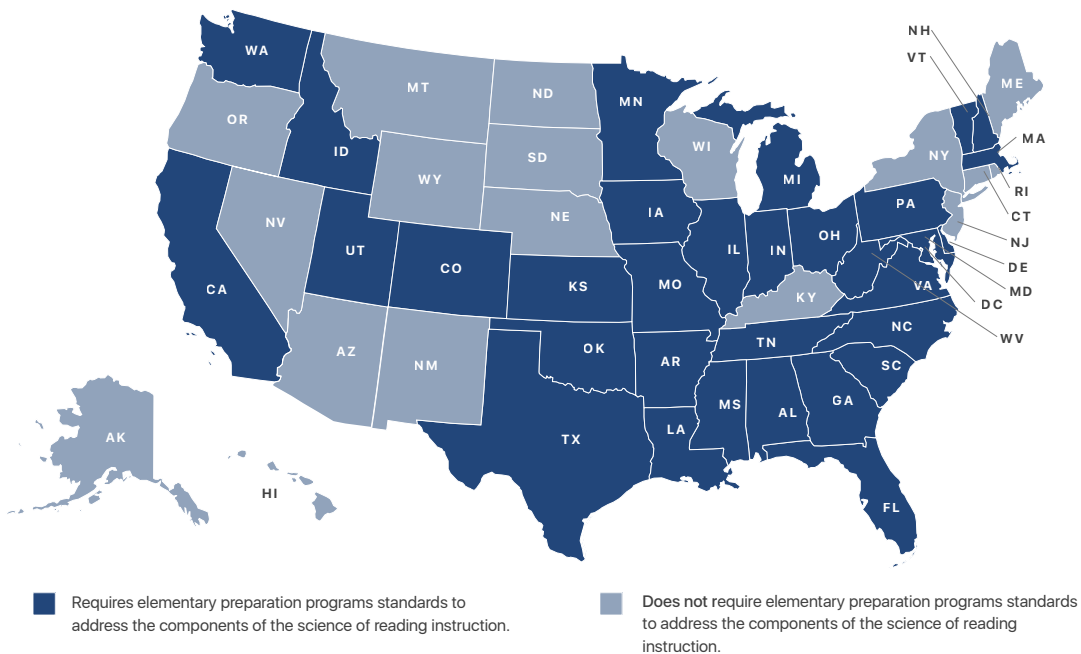 NH
WA
VT
ME
MT
ND
MN
OR
MA
WI
NY
ID
SD
WY
MI
RI
PA
IA
NE
CT
NV
OH
NJ
UT
IL
IN
CO
DE
MO
CA
KS
VA
MD
KY
DC
NC
WV
TN
OK
AZ
AR
NM
SC
GA
MS
AL
LA
AK
TX
HI
FL
Requires elementary preparation programs standards to
address the components of the science of reading instruction.
Does not require elementary preparation programs standards
to address the components of the science of reading
instruction.